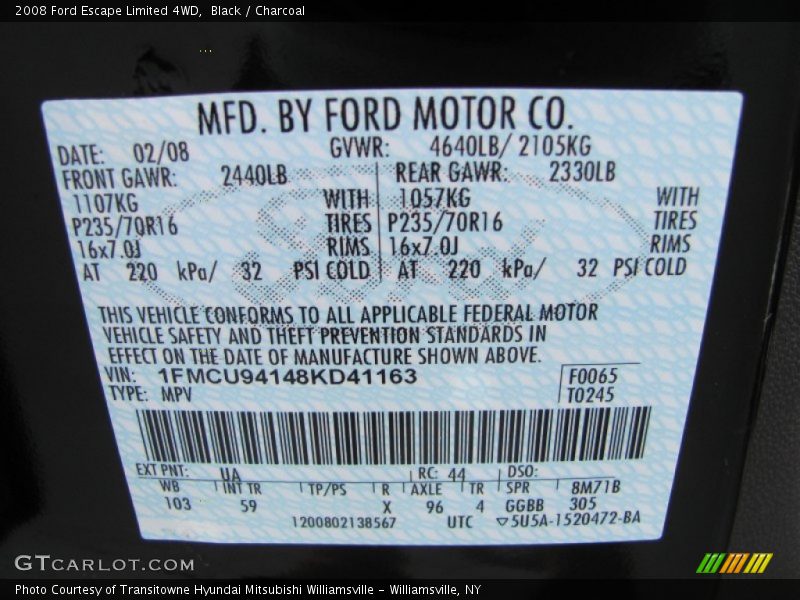 2008 Ford Escape Limited 4WD, Black / Charcoal
MFD. BY FORD MOTOR CO.
DATE: 02/08 GVWR: 4640LB/ 2105KG
FRONT GAWR: 2440LB REAR GAWR: 2330LB
1107KG WITH 1057KG WITH
P235/70R16 TIRES P235/70R16 TIRES
16x7.0J RIMS 16x7.0J RIMS
AT 220 kPa/ 32 PSI COLD AT 220 kPa/ 32 PSI COLD
THIS VEHICLE CONFORMS TO ALL APPLICABLE FEDERAL MOTOR
VEHICLE SAFETY AND THEFT PREVENTION STANDARDS IN
EFFECT ON THE DATE OF MANUFACTURE SHOWN ABOVE.
VIN: 1FMCU94148KD41163 F0065
TYPE: MPV T0245
EXT PNT: UA RC: 44 DSO:
WB INT TR TP/PS R AXLE TR SPR 8M71B
103 59 X 96 4 GGBB 305
1200802138567 UTC ▽5U5A-1520472-BA
GTCARLOT.COM
Photo Courtesy of Transitowne Hyundai Mitsubishi Williamsville - Williamsville, NY